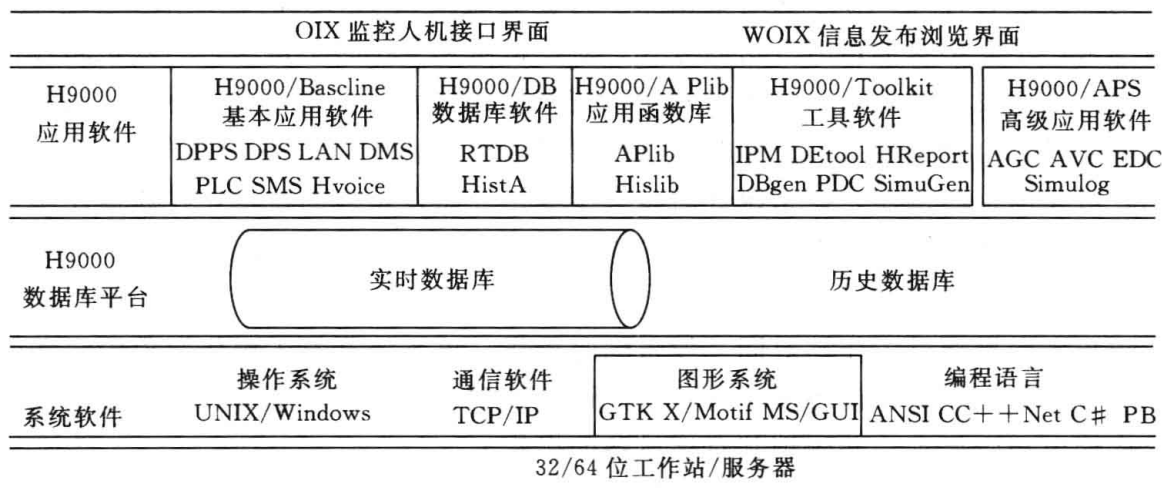 OIX 监控人机接口界面 WOIX 信息发布浏览界面
H9000
应用软件
H9000/Bascline
基本应用软件
DPPS DPS LAN DMS
PLC SMS Hvoice
H9000/DB
数据库软件
RTDB
HistA
H9000/A Plib
应用函数库
APlib
Hislib
H9000/Toolkit
工具软件
IPM DEtool HReport
DBgen PDC SimuGen
H9000/APS
高级应用软件
AGC AVC EDC
Simulog
H9000
数据库平台
实时数据库
历史数据库
系统软件
操作系统
UNIX/Windows
通信软件
TCP/IP
图形系统
GTK X/Motif MS/GUI
编程语言
ANSI CC++Net C# PB
32/64 位工作站/服务器